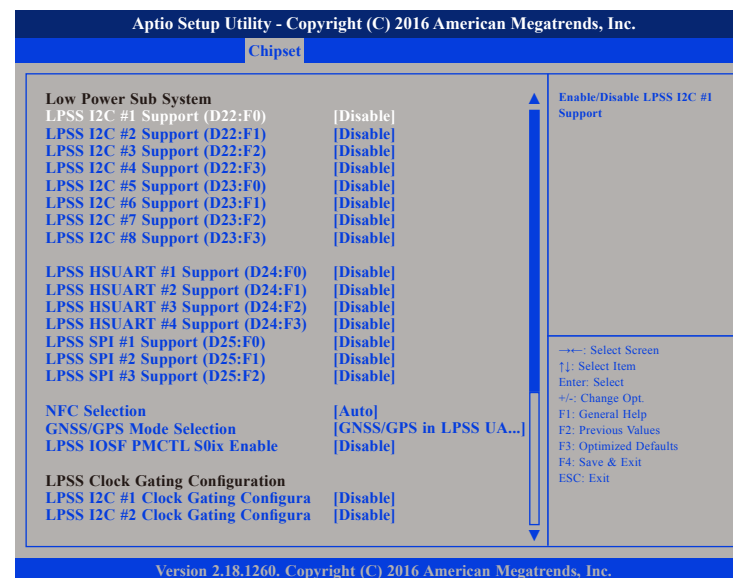 Aptio Setup Utility - Copyright (C) 2016 American Megatrends, Inc.
Chipset
Low Power Sub System
LPSS I2C #1 Support (D22:F0) [Disable]
LPSS I2C #2 Support (D22:F1) [Disable]
LPSS I2C #3 Support (D22:F2) [Disable]
LPSS I2C #4 Support (D22:F3) [Disable]
LPSS I2C #5 Support (D23:F0) [Disable]
LPSS I2C #6 Support (D23:F1) [Disable]
LPSS I2C #7 Support (D23:F2) [Disable]
LPSS I2C #8 Support (D23:F3) [Disable]
LPSS HSUART #1 Support (D24:F0) [Disable]
LPSS HSUART #2 Support (D24:F1) [Disable]
LPSS HSUART #3 Support (D24:F2) [Disable]
LPSS HSUART #4 Support (D24:F3) [Disable]
LPSS SPI #1 Support (D25:F0) [Disable]
LPSS SPI #2 Support (D25:F1) [Disable]
LPSS SPI #3 Support (D25:F2) [Disable]
NFC Selection [Auto]
GNSS/GPS Mode Selection [GNSS/GPS in LPSS UA...]
LPSS IOSF PMCTL S0ix Enable [Disable]
LPSS Clock Gating Configuration
LPSS I2C #1 Clock Gating Configura [Disable]
LPSS I2C #2 Clock Gating Configura [Disable]
Enable/Disable LPSS I2C #1
Support
→←: Select Screen
↑↓: Select Item
Enter: Select
+/-: Change Opt.
F1: General Help
F2: Previous Values
F3: Optimized Defaults
F4: Save & Exit
ESC: Exit
Version 2.18.1260. Copyright (C) 2016 American Megatrends, Inc.